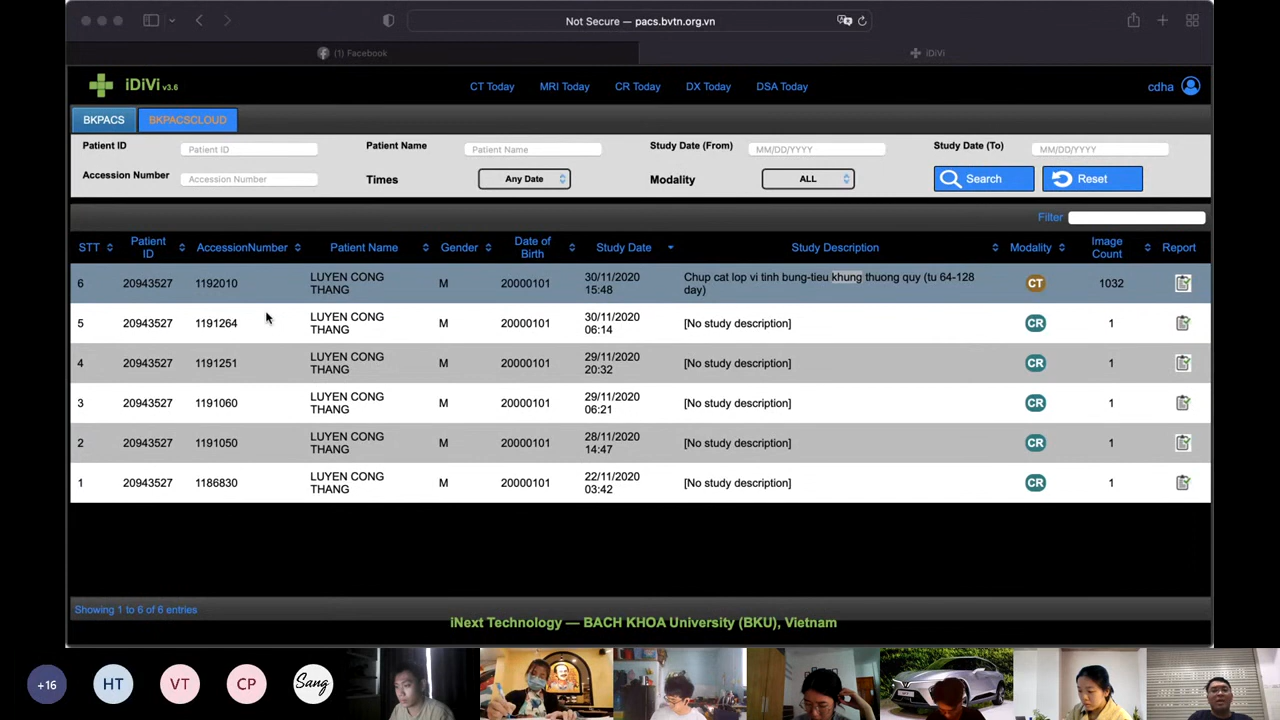 Not Secure — pacs.bvtn.org.vn
(1) Facebook
iDiVi
iDiVi v3.6
CT Today
MRI Today
CR Today
DX Today
DSA Today
cdha
BKPACS
BKPACSCLOUD
Patient ID
Patient ID
Patient Name
Patient Name
Study Date (From)
MM/DD/YYYY
Study Date (To)
MM/DD/YYYY
Accession Number
Accession Number
Times
Any Date
Modality
ALL
Search
Reset
Filter
STT
Patient
ID
AccessionNumber
Patient Name
Gender
Date of
Birth
Study Date
Study Description
Modality
Image
Count
Report
6
20943527
1192010
LUYEN CONG
THANG
M
20000101
30/11/2020
15:48
Chup cat lop vi tinh bung-tieu khung thuong quy (tu 64-128
day)
CT
1032
5
20943527
1191264
LUYEN CONG
THANG
M
20000101
30/11/2020
06:14
[No study description]
CR
1
4
20943527
1191251
LUYEN CONG
THANG
M
20000101
29/11/2020
20:32
[No study description]
CR
1
3
20943527
1191060
LUYEN CONG
THANG
M
20000101
29/11/2020
06:21
[No study description]
CR
1
2
20943527
1191050
LUYEN CONG
THANG
M
20000101
28/11/2020
14:47
[No study description]
CR
1
1
20943527
1186830
LUYEN CONG
THANG
M
20000101
22/11/2020
03:42
[No study description]
CR
1
Showing 1 to 6 of 6 entries
iNext Technology — BACH KHOA University (BKU), Vietnam
+16
HT
VT
CP
Sang